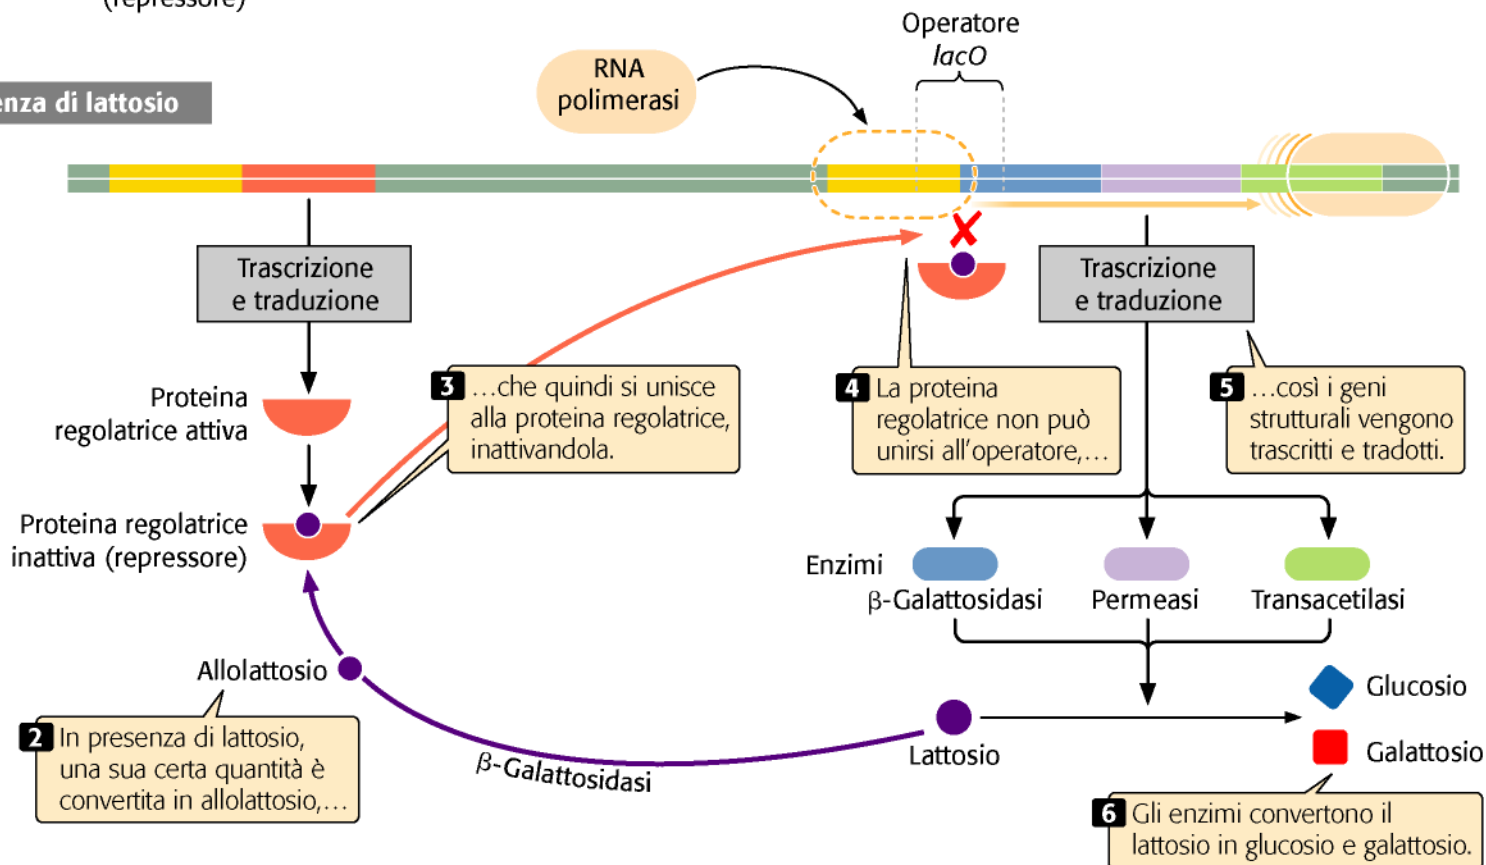 (repressore)
enza di lattosio
RNA
polimerasi
Operatore
lacO
Trascrizione
e traduzione
Trascrizione
e traduzione
Proteina
regolatrice attiva
3 ...che quindi si unisce
alla proteina regolatrice,
inattivandola.
4 La proteina
regolatrice non può
unirsi all'operatore,...
5 ...così i geni
strutturali vengono
trascritti e tradotti.
Proteina regolatrice
inattiva (repressore)
Enzimi
β-Galattosidasi
Permeasi
Transacetilasi
Allolattosio
2 In presenza di lattosio,
una sua certa quantità è
convertita in allolattosio,...
β-Galattosidasi
Lattosio
Glucosio
Galattosio
6 Gli enzimi convertono il
lattosio in glucosio e galattosio.